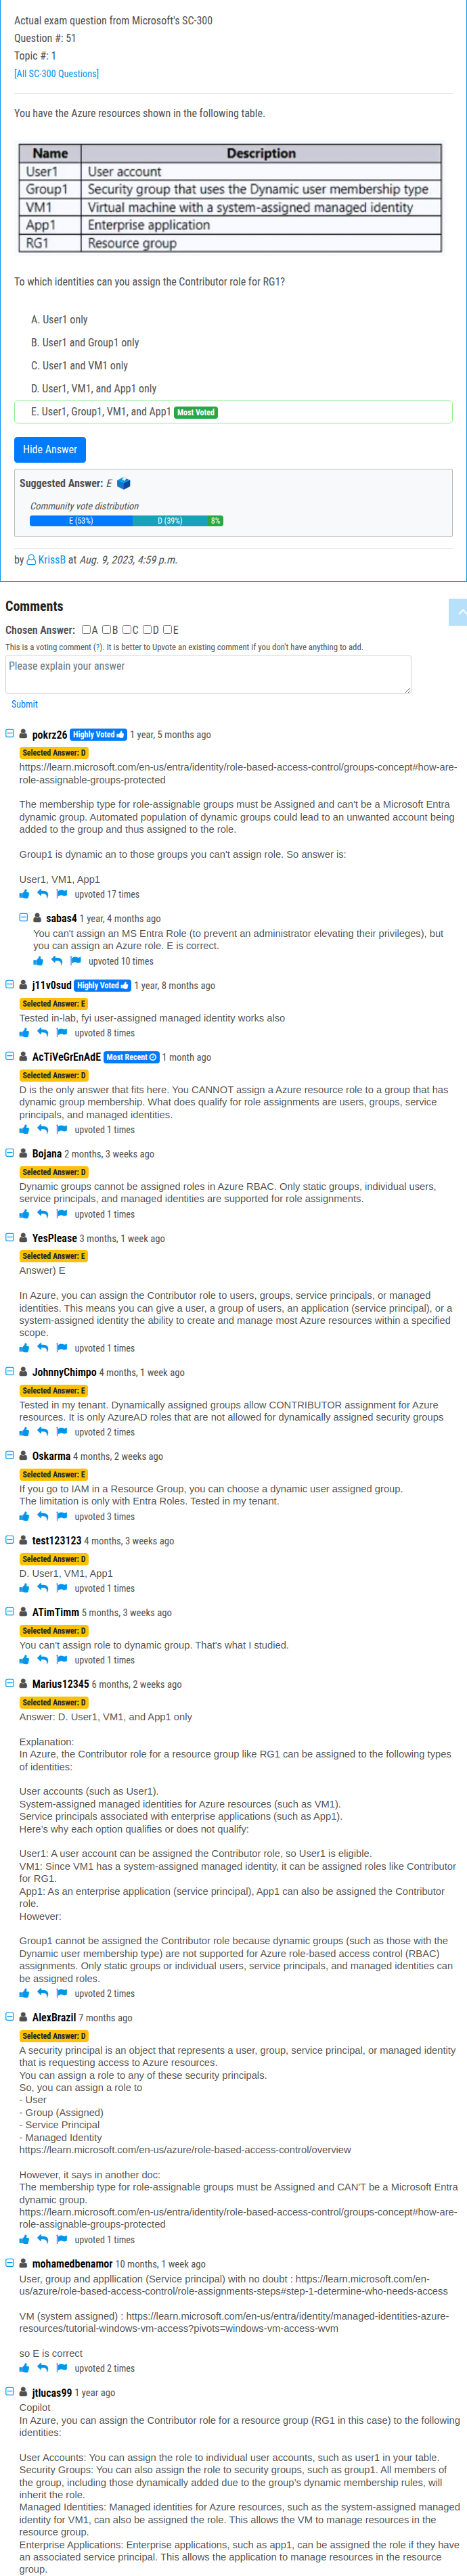 Actual exam question from Microsoft's SC-300
Question #: 51
Topic #: 1
[All SC-300 Questions]
You have the Azure resources shown in the following table.
Name Description
User1 User account
Group1 Security group that uses the Dynamic user membership type
VM1 Virtual machine with a system-assigned managed identity
App1 Enterprise application
RG1 Resource group
To which identities can you assign the Contributor role for RG1?
A. User1 only
B. User1 and Group1 only
C. User1 and VM1 only
D. User1, VM1, and App1 only
E. User1, Group1, VM1, and App1 Most Voted
Hide Answer
Suggested Answer: E
Community vote distribution
E (53%) D (39%) 8%
by KrissB at Aug. 9, 2023, 4:59 p.m.
Comments
Chosen Answer: A B C D E
This is a voting comment (?). It is better to Upvote an existing comment if you don't have anything to add.
Please explain your answer
Submit
pokrz26 Highly Voted 1 year, 5 months ago
Selected Answer: D
https://learn.microsoft.com/en-us/entra/identity/role-based-access-control/groups-concept#how-are-
role-assignable-groups-protected
The membership type for role-assignable groups must be Assigned and can't be a Microsoft Entra
dynamic group. Automated population of dynamic groups could lead to an unwanted account being
added to the group and thus assigned to the role.
Group1 is dynamic an to those groups you can't assign role. So answer is:
User1, VM1, App1
upvoted 17 times
sabas4 1 year, 4 months ago
You can't assign an MS Entra Role (to prevent an administrator elevating their privileges), but
you can assign an Azure role. E is correct.
upvoted 10 times
j11v0sud Highly Voted 1 year, 8 months ago
Selected Answer: E
Tested in-lab, fyi user-assigned managed identity works also
upvoted 8 times
AcTiVeGrEnAdE Most Recent 1 month ago
Selected Answer: D
D is the only answer that fits here. You CANNOT assign a Azure resource role to a group that has
dynamic group membership. What does qualify for role assignments are users, groups, service
principals, and managed identities.
upvoted 1 times
Bojana 2 months, 3 weeks ago
Selected Answer: D
Dynamic groups cannot be assigned roles in Azure RBAC. Only static groups, individual users,
service principals, and managed identities are supported for role assignments.
upvoted 1 times
YesPlease 3 months, 1 week ago
Selected Answer: E
Answer) E
In Azure, you can assign the Contributor role to users, groups, service principals, or managed
identities. This means you can give a user, a group of users, an application (service principal), or a
system-assigned identity the ability to create and manage most Azure resources within a specified
scope.
upvoted 1 times
JohnnyChimpo 4 months, 1 week ago
Selected Answer: E
Tested in my tenant. Dynamically assigned groups allow CONTRIBUTOR assignment for Azure
resources. It is only AzureAD roles that are not allowed for dynamically assigned security groups
upvoted 2 times
Oskarma 4 months, 2 weeks ago
Selected Answer: E
If you go to IAM in a Resource Group, you can choose a dynamic user assigned group.
The limitation is only with Entra Roles. Tested in my tenant.
upvoted 3 times
test123123 4 months, 3 weeks ago
Selected Answer: D
D. User1, VM1, App1
upvoted 1 times
ATimTimm 5 months, 3 weeks ago
Selected Answer: D
You can't assign role to dynamic group. That's what I studied.
upvoted 1 times
Marius12345 6 months, 2 weeks ago
Selected Answer: D
Answer: D. User1, VM1, and App1 only
Explanation:
In Azure, the Contributor role for a resource group like RG1 can be assigned to the following types
of identities:
User accounts (such as User1).
System-assigned managed identities for Azure resources (such as VM1).
Service principals associated with enterprise applications (such as App1).
Here's why each option qualifies or does not qualify:
User1: A user account can be assigned the Contributor role, so User1 is eligible.
VM1: Since VM1 has a system-assigned managed identity, it can be assigned roles like Contributor
for RG1.
App1: As an enterprise application (service principal), App1 can also be assigned the Contributor
role.
However:
Group1 cannot be assigned the Contributor role because dynamic groups (such as those with the
Dynamic user membership type) are not supported for Azure role-based access control (RBAC)
assignments. Only static groups or individual users, service principals, and managed identities can
be assigned roles.
upvoted 2 times
AlexBrazil 7 months ago
Selected Answer: D
A security principal is an object that represents a user, group, service principal, or managed identity
that is requesting access to Azure resources.
You can assign a role to any of these security principals.
So, you can assign a role to
- User
- Group (Assigned)
- Service Principal
- Managed Identity
https://learn.microsoft.com/en-us/azure/role-based-access-control/overview
However, it says in another doc:
The membership type for role-assignable groups must be Assigned and CAN'T be a Microsoft Entra
dynamic group.
https://learn.microsoft.com/en-us/entra/identity/role-based-access-control/groups-concept#how-are-
role-assignable-groups-protected
upvoted 1 times
mohamedbenamor 10 months, 1 week ago
User, group and appllication (Service principal) with no doubt : https://learn.microsoft.com/en-
us/azure/role-based-access-control/role-assignments-steps#step-1-determine-who-needs-access
VM (system assigned) : https://learn.microsoft.com/en-us/entra/identity/managed-identities-azure-
resources/tutorial-windows-vm-access?pivots=windows-vm-access-wvm
so E is correct
upvoted 2 times
jtlucas99 1 year ago
Copilot
In Azure, you can assign the Contributor role for a resource group (RG1 in this case) to the following
identities:
User Accounts: You can assign the role to individual user accounts, such as user1 in your table.
Security Groups: You can also assign the role to security groups, such as group1. All members of
the group, including those dynamically added due to the group's dynamic membership rules, will
inherit the role.
Managed Identities: Managed identities for Azure resources, such as the system-assigned managed
identity for VM1, can also be assigned the role. This allows the VM to manage resources in the
resource group.
Enterprise Applications: Enterprise applications, such as app1, can be assigned the role if they have
an associated service principal. This allows the application to manage resources in the resource
group.